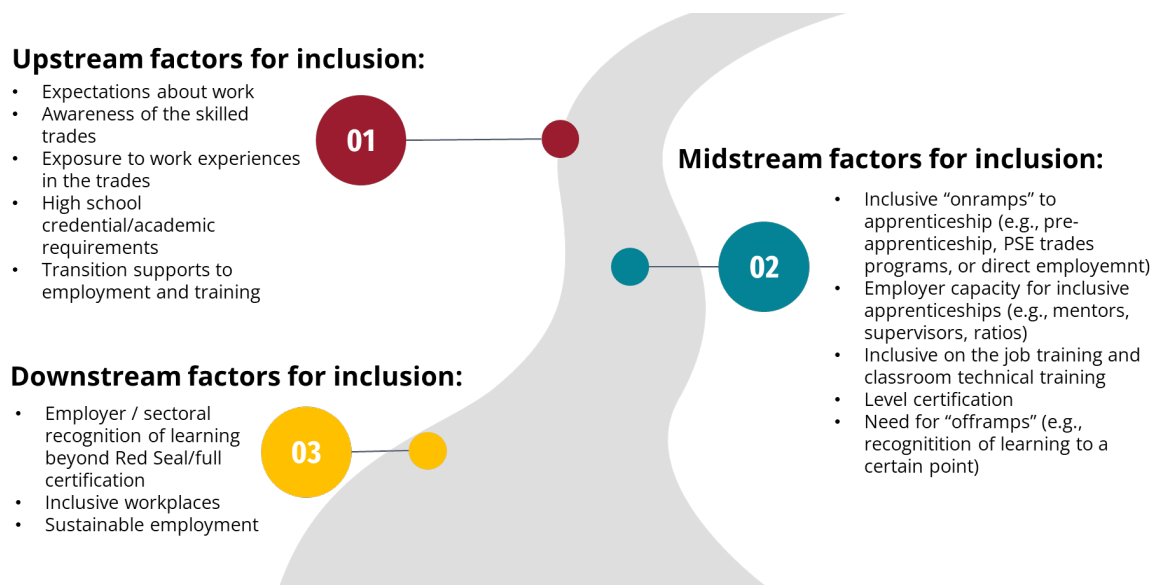 Upstream factors for inclusion:
• Expectations about work
• Awareness of the skilled
trades
• Exposure to work experiences
in the trades
• High school
credential/academic
requirements
• Transition supports to
employment and training
01
Midstream factors for inclusion:
• Inclusive “onramps” to
apprenticeship (e.g., pre-
apprenticeship, PSE trades
programs, or direct employemnt)
• Employer capacity for inclusive
apprenticeships (e.g., mentors,
supervisors, ratios)
• Inclusive on the job training and
classroom technical training
• Level certification
• Need for “offramps” (e.g.,
recognitition of learning to a
certain point)
02
Downstream factors for inclusion:
• Employer / sectoral
recognition of learning
beyond Red Seal/full
certification
• Inclusive workplaces
• Sustainable employment
03